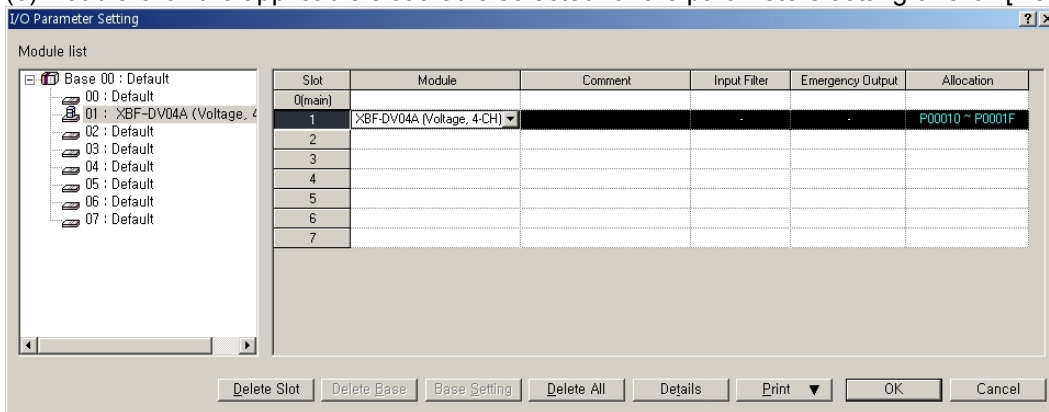 I/O Parameter Setting
Module list
Base 00 : Default
00 : Default
01 : XBF-DV04A (Voltage, 4
02 : Default
03 : Default
04 : Default
05 : Default
06 : Default
07 : Default
Slot Module Comment Input Filter Emergency Output Allocation
0(main)
1 XBF-DV04A (Voltage, 4-CH) - - P00010 ~ P0001F
2
3
4
5
6
7
Delete Slot Delete Base Base Setting Delete All Details Print ▼ OK Cancel